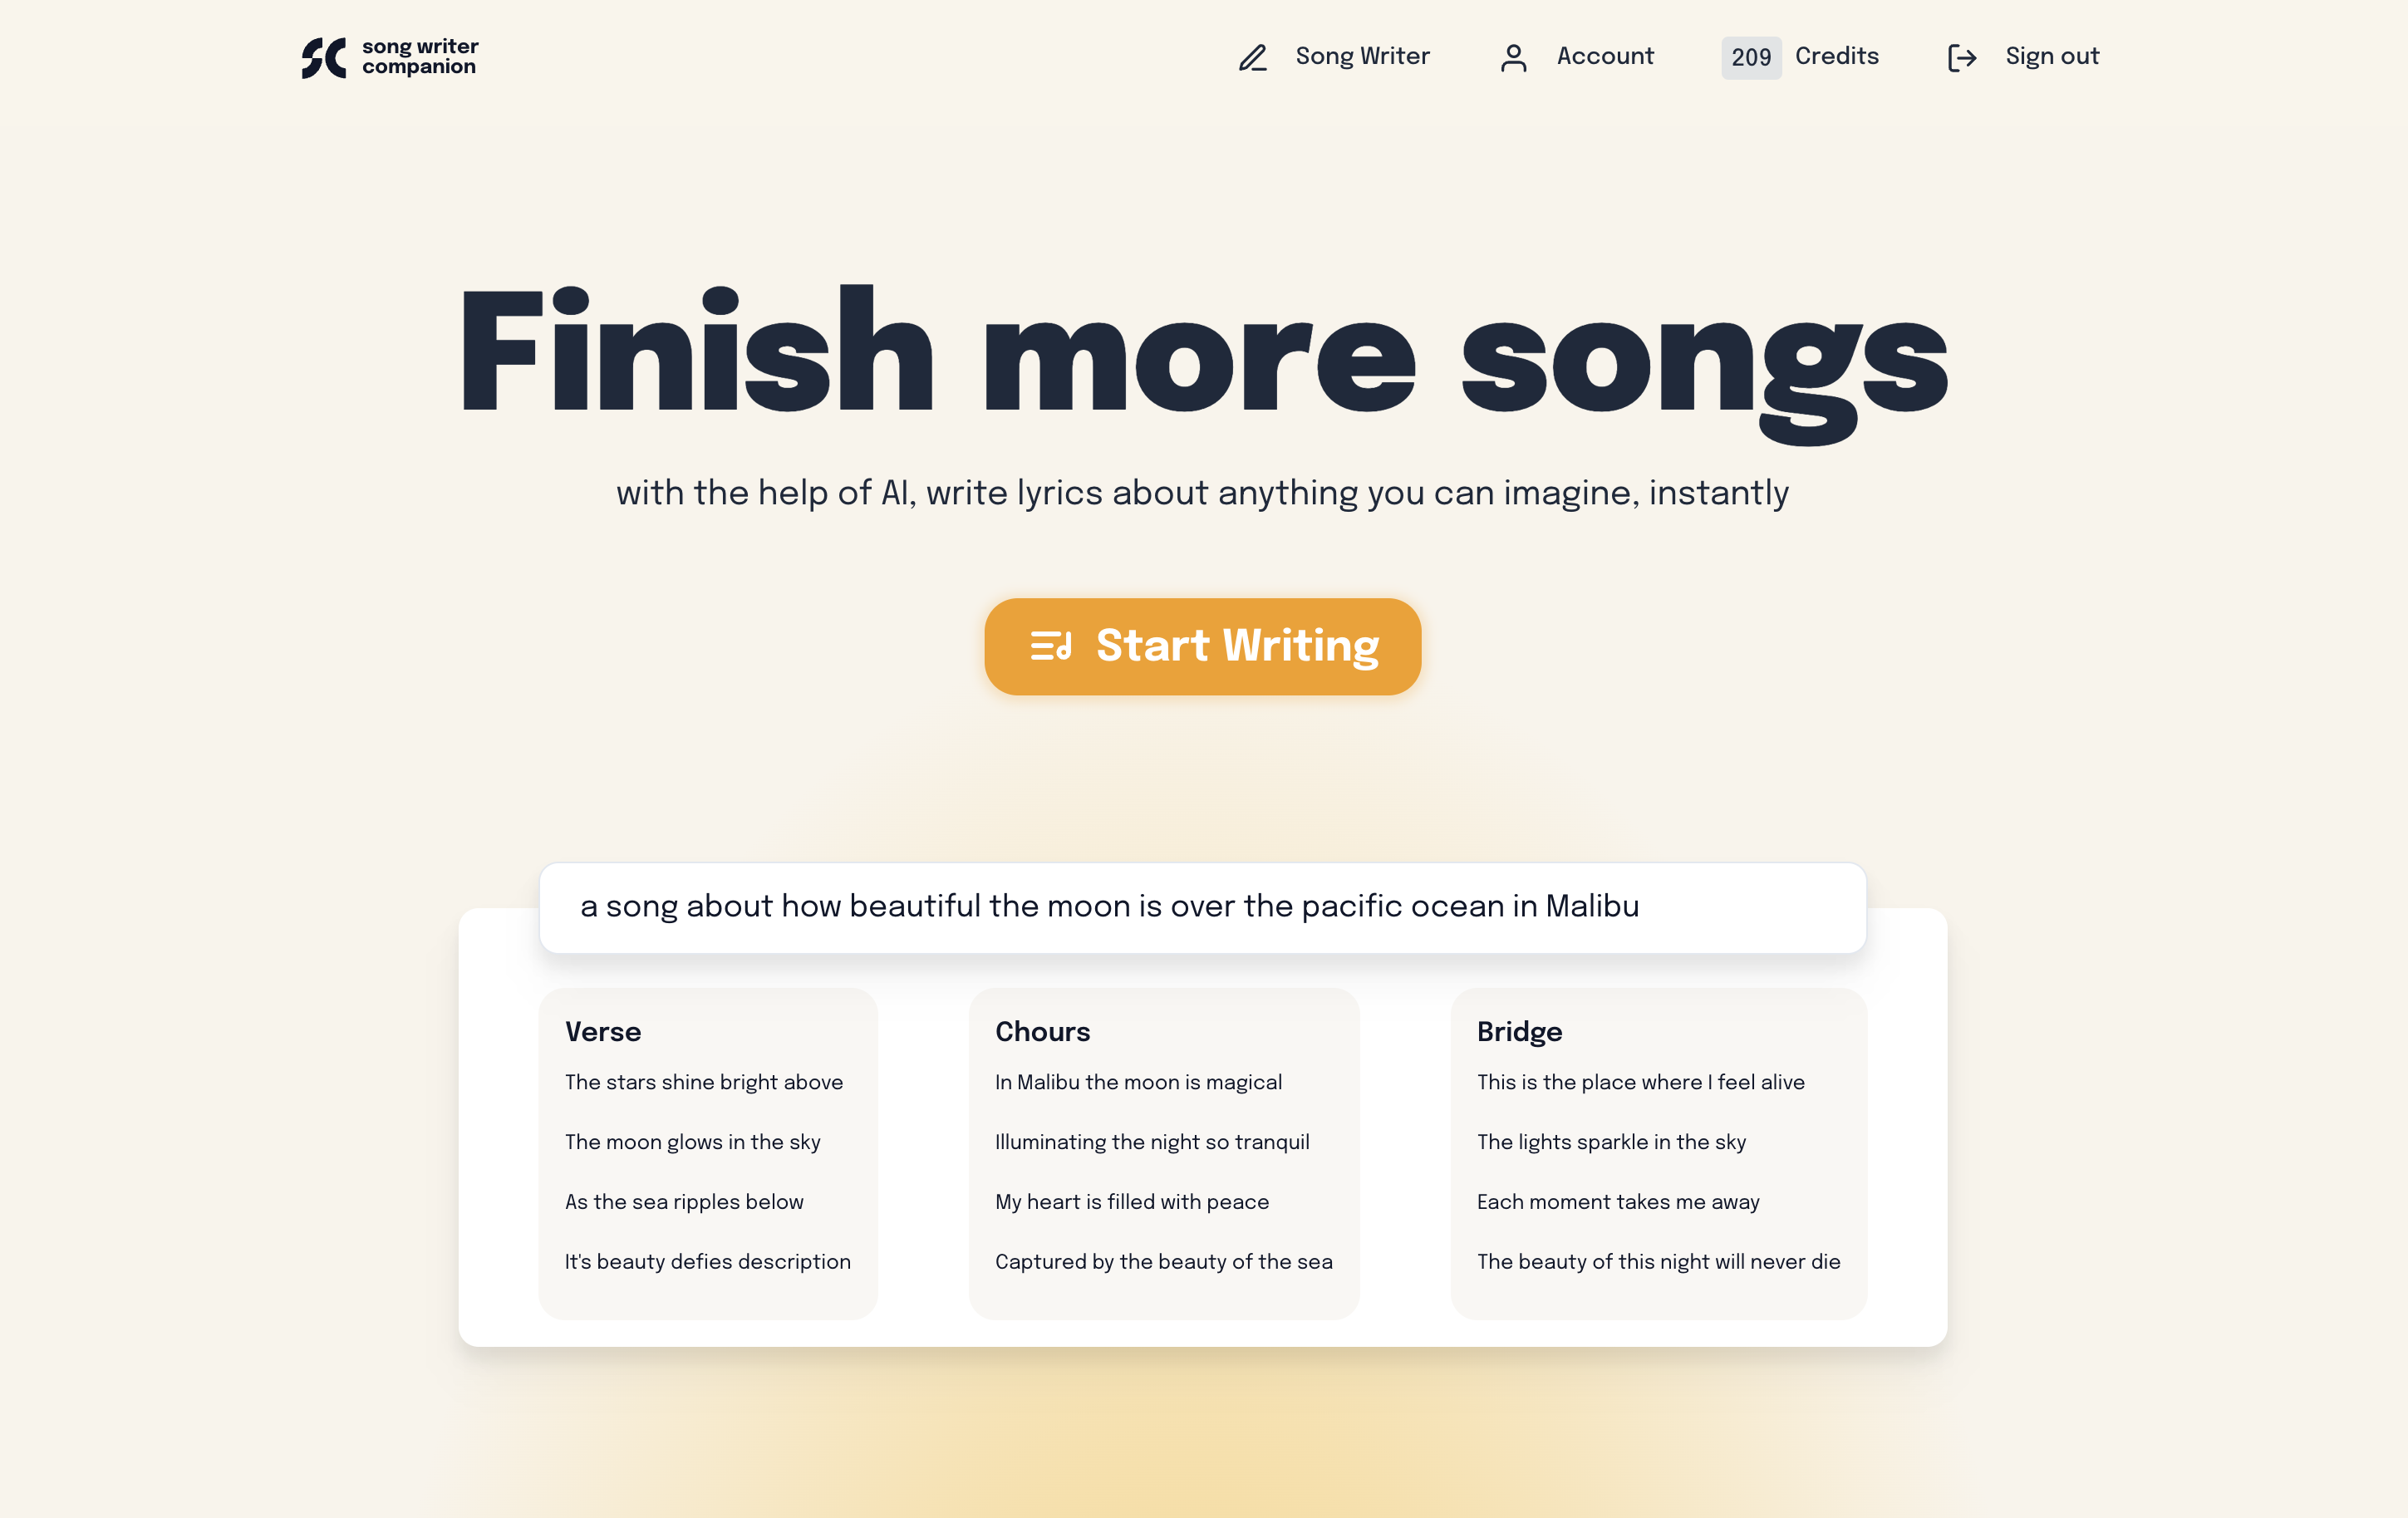 song writer
companion
Song Writer
Account
209 Credits
Sign out
Finish more songs
with the help of AI, write lyrics about anything you can imagine, instantly
Start Writing
a song about how beautiful the moon is over the pacific ocean in Malibu
Verse
The stars shine bright above
The moon glows in the sky
As the sea ripples below
It's beauty defies description
Chours
In Malibu the moon is magical
Illuminating the night so tranquil
My heart is filled with peace
Captured by the beauty of the sea
Bridge
This is the place where I feel alive
The lights sparkle in the sky
Each moment takes me away
The beauty of this night will never die